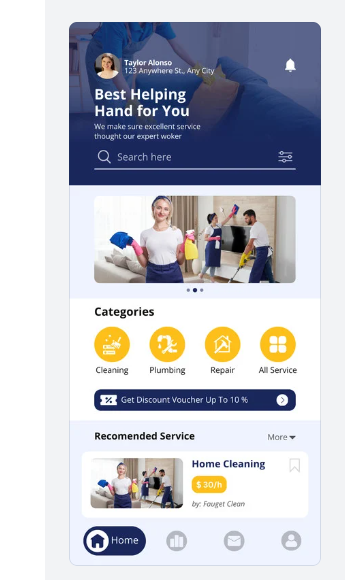 Taylor Alonso
123 Anywhere St., Any City
Best Helping
Hand for You
We make sure excellent service
thought our expert woker
Search here
Categories
Cleaning Plumbing Repair All Service
% Get Discount Voucher Up To 10 %
Recomended Service More
Home Cleaning
$ 30/h
by: Fauget Clean
Home